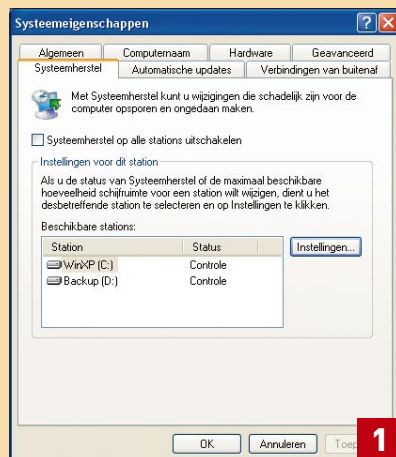 Systeemeigenschappen
Algemeen Computernaam Hardware Geavanceerd
Systeemherstel Automatische updates Verbindingen van buitenaf
Met Systeemherstel kunt u wijzigingen die schadelijk zijn voor de
computer opsporen en ongedaan maken.
Systeemherstel op alle stations uitschakelen
Instellingen voor dit station
Als u de status van Systeemherstel of de maximaal beschikbare
hoeveelheid schijfruimte voor een station wilt wijzigen, dient u het
desbetreffende station te selecteren en op Instellingen te klikken.
Beschikbare stations:
Station Status
WinXP (C:) Controle
Backup (D:) Controle
Instellingen...
OK Annuleren
1